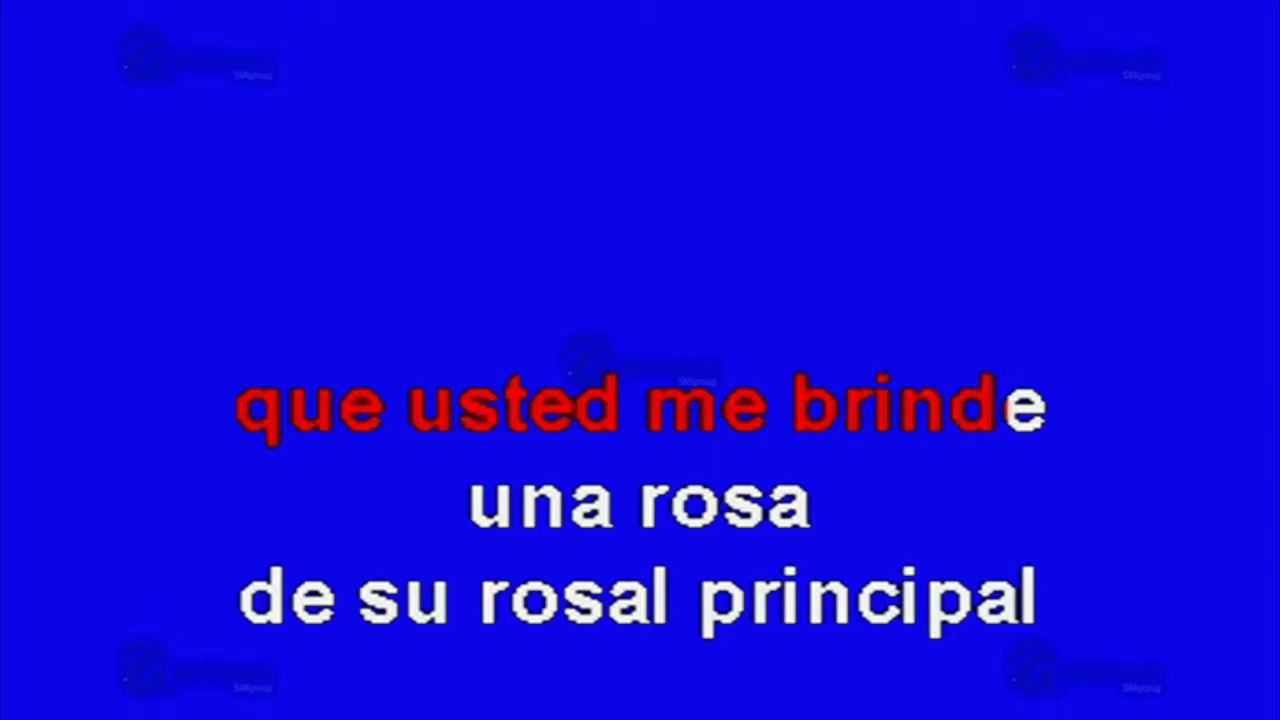 que usted me brinde
una rosa
de su rosal principal